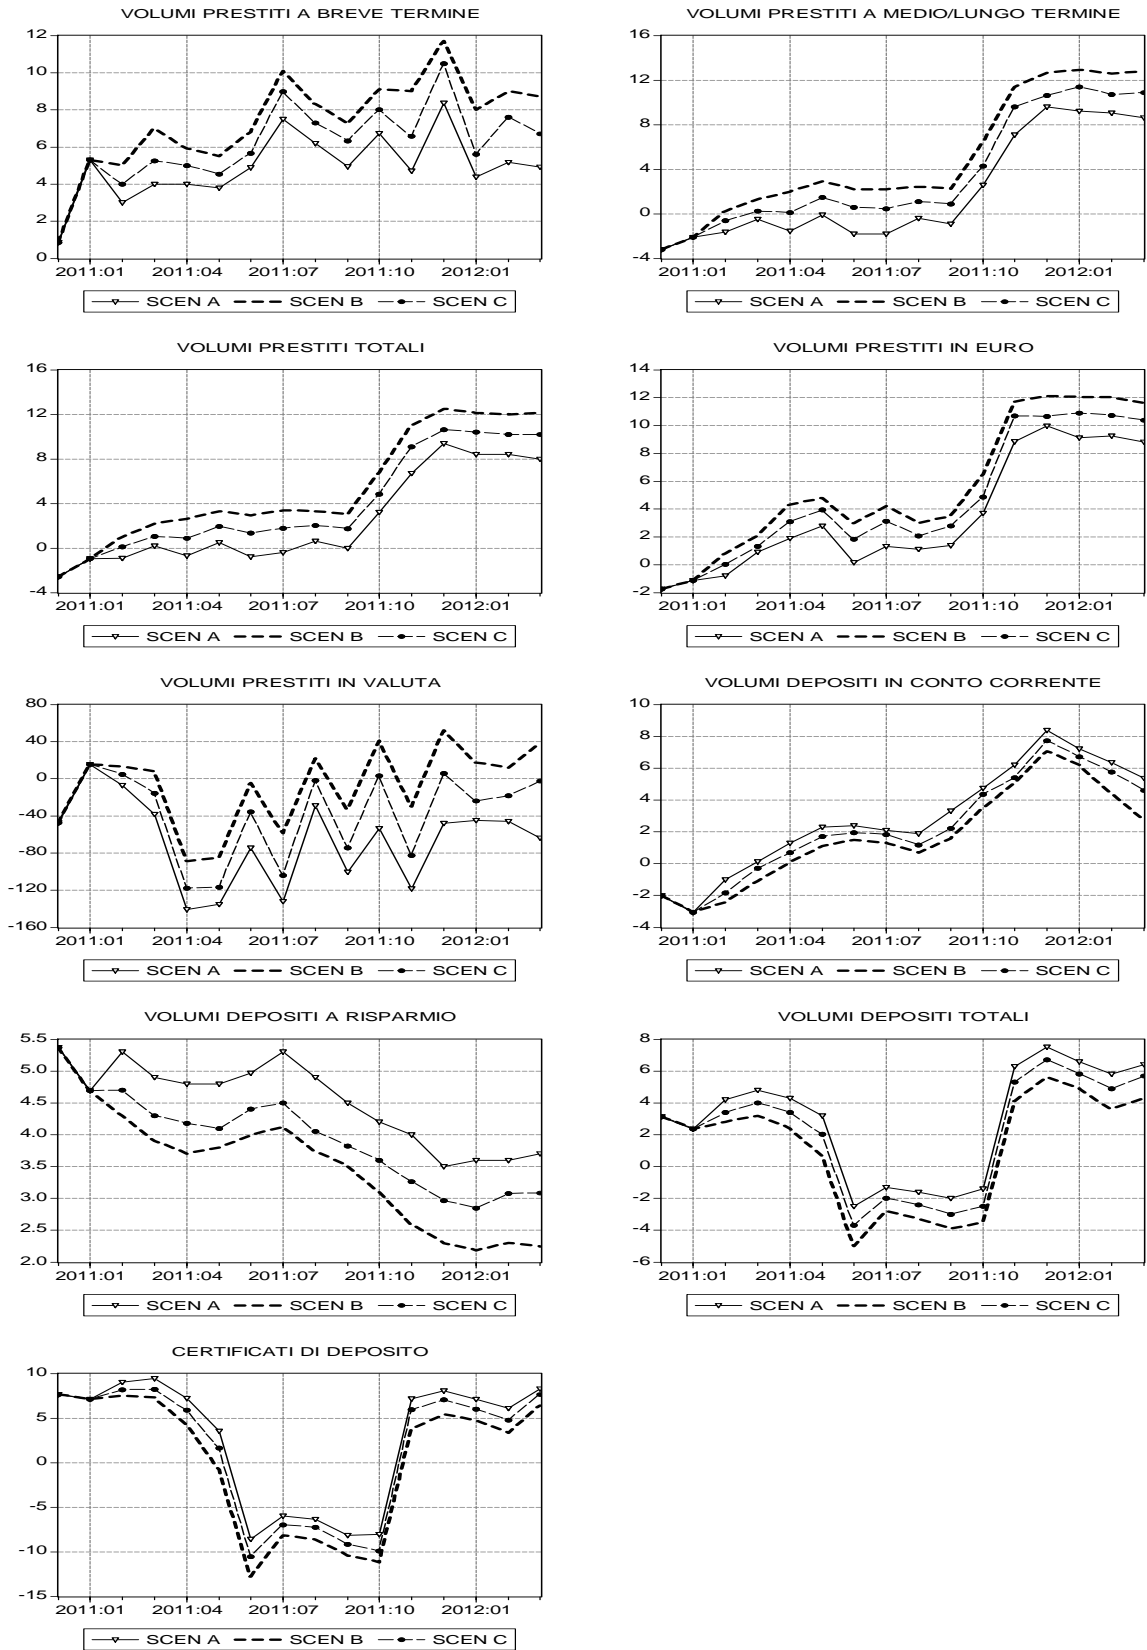 VOLUMI PRESTITI A BREVE TERMINE
12
10
8
6
4
2
0
2011:01 2011:04 2011:07 2011:10 2012:01
SCEN A SCEN B SCEN C
VOLUMI PRESTITI A MEDIO/LUNGO TERMINE
16
12
8
4
0
-4
2011:01 2011:04 2011:07 2011:10 2012:01
SCEN A SCEN B SCEN C
VOLUMI PRESTITI TOTALI
16
12
8
4
0
-4
2011:01 2011:04 2011:07 2011:10 2012:01
SCEN A SCEN B SCEN C
VOLUMI PRESTITI IN EURO
14
12
10
8
6
4
2
0
-2
2011:01 2011:04 2011:07 2011:10 2012:01
SCEN A SCEN B SCEN C
VOLUMI PRESTITI IN VALUTA
80
40
0
-40
-80
-120
-160
2011:01 2011:04 2011:07 2011:10 2012:01
SCEN A SCEN B SCEN C
VOLUMI DEPOSITI IN CONTO CORRENTE
10
8
6
4
2
0
-2
-4
2011:01 2011:04 2011:07 2011:10 2012:01
SCEN A SCEN B SCEN C
VOLUMI DEPOSITI A RISPARMIO
5.5
5.0
4.5
4.0
3.5
3.0
2.5
2.0
2011:01 2011:04 2011:07 2011:10 2012:01
SCEN A SCEN B SCEN C
VOLUMI DEPOSITI TOTALI
8
6
4
2
0
-2
-4
-6
2011:01 2011:04 2011:07 2011:10 2012:01
SCEN A SCEN B SCEN C
CERTIFICATI DI DEPOSITO
10
5
0
-5
-10
-15
2011:01 2011:04 2011:07 2011:10 2012:01
SCEN A SCEN B SCEN C